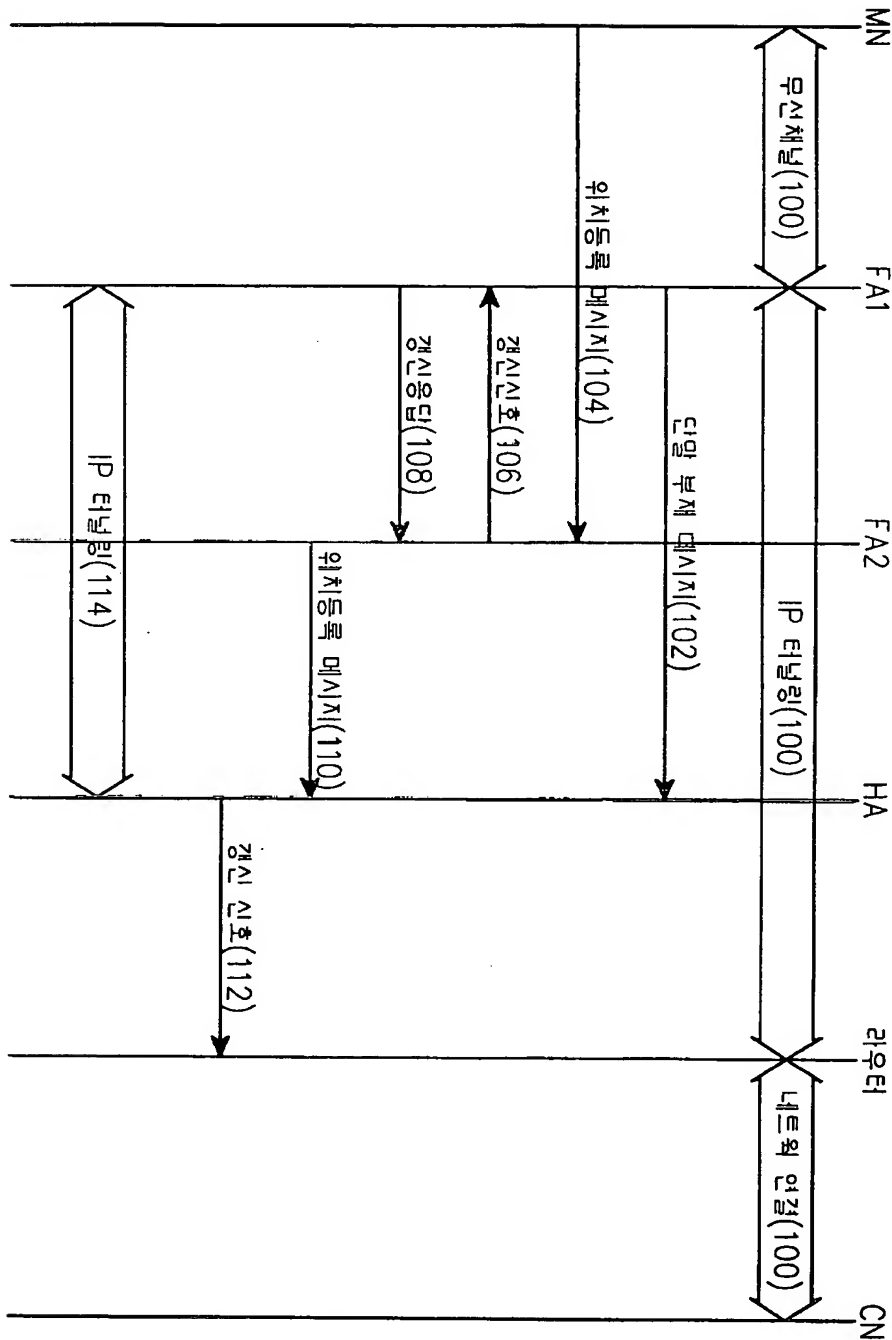 MN
FA1
FA2
HA
라우터
CN
무선채널(100)
IP 터널링(100)
네트웍 연결(100)
단말 부재 메시지(102)
위치등록 메시지(104)
갱신신호(106)
갱신응답(108)
위치등록 메시지(110)
갱신 신호(112)
IP 터널링(114)